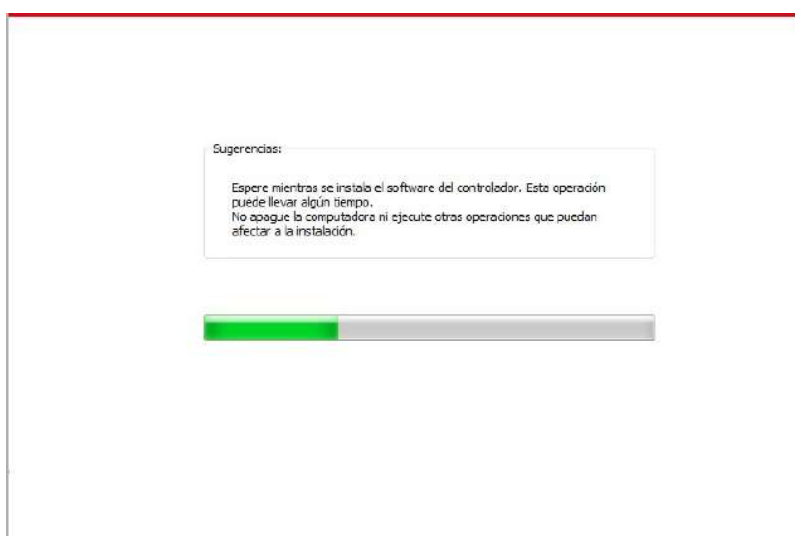 Sugerencias:
Espere mientras se instala el software del controlador. Esta operación
puede llevar algún tiempo.
No apague la computadora ni ejecute otras operaciones que puedan
afectar a la instalación.